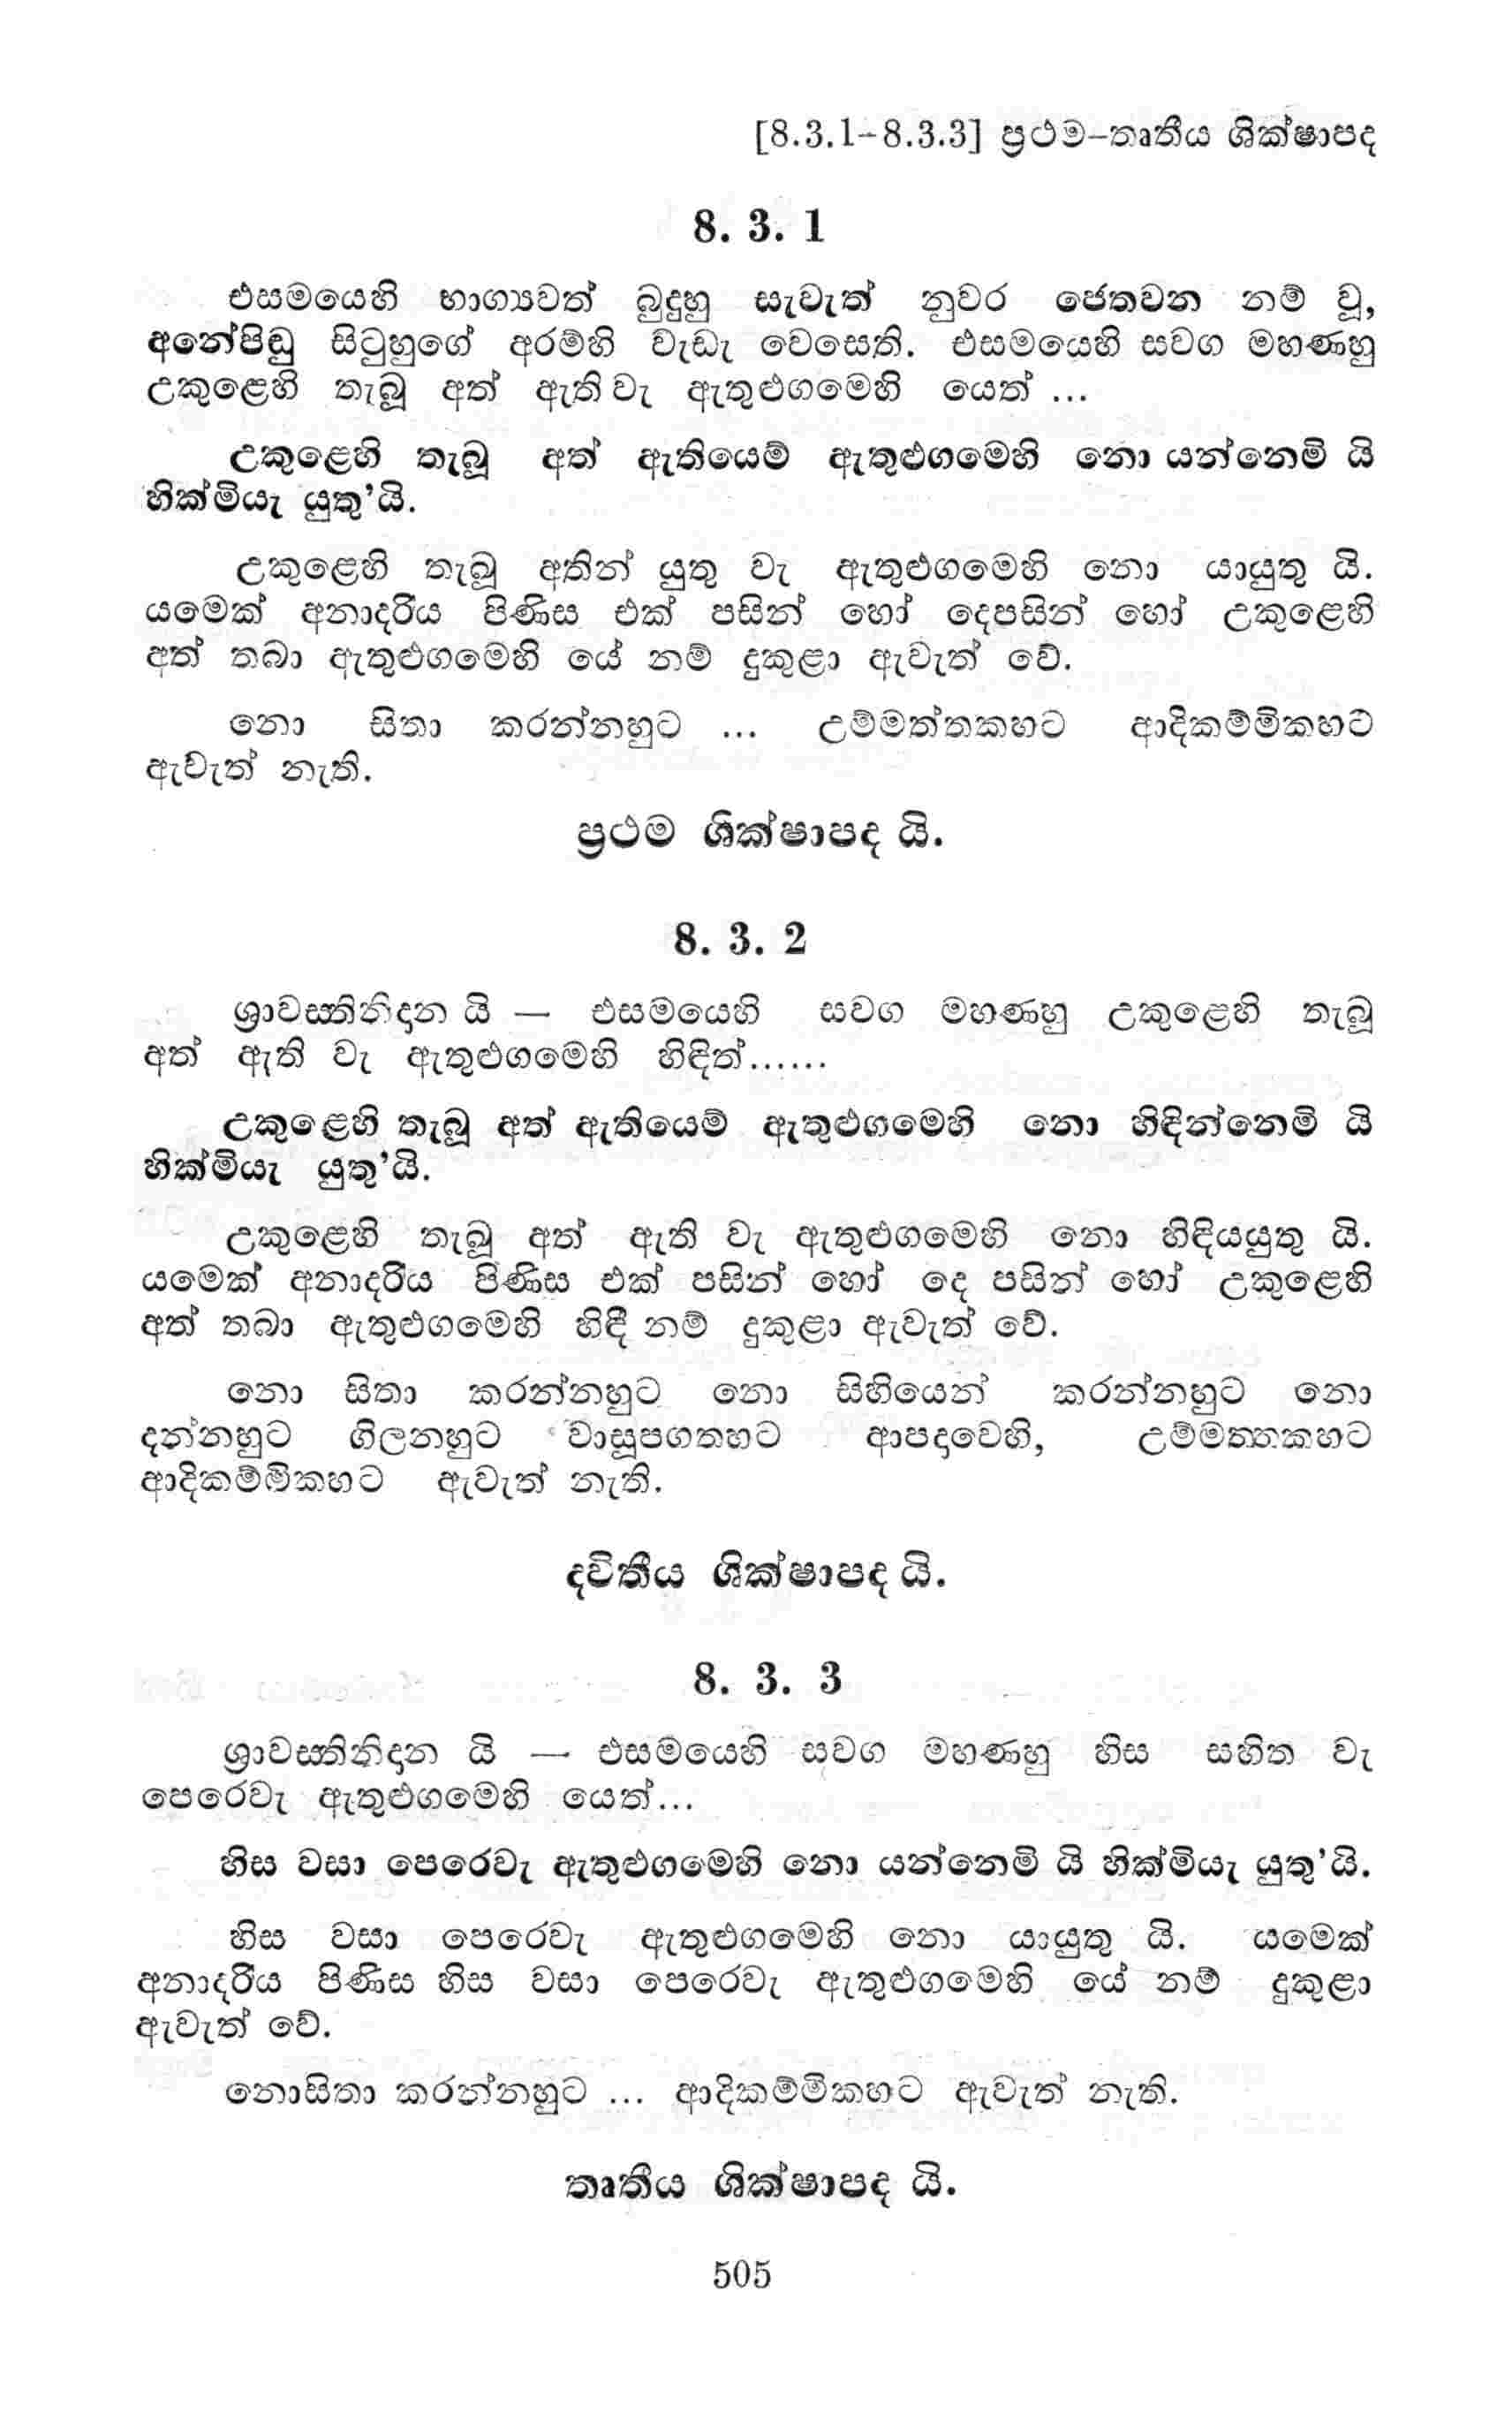 [8.3.1-8.3.3] ප්‍රථම-තෘතීය ශික්ෂාපද
8. 3. 1
එසමයෙහි භාග්‍යවත් බුදුහු සැවැත් නුවර ජෙතවන නම් වූ,
අනේපිඬු සිටුහුගේ අරම්හි වැඩැ වෙසෙති. එසමයෙහි සවග මහණහු
උකුළෙහි තැබූ අත් ඇති වැ ඇතුළුගමෙහි යෙත් ...
උකුළෙහි තැබූ අත් ඇතියෙම් ඇතුළුගමෙහි නො යන්නෙමි යි
හික්මියැ යුතු’යි.
උකුළෙහි තැබූ අතින් යුතු වැ ඇතුළුගමෙහි නො යායුතු යි.
යමෙක් අනාදරිය පිණිස එක් පසින් හෝ දෙපසින් හෝ උකුළෙහි
අත් තබා ඇතුළුගමෙහි යේ නම් දුකුළා ඇවැත් වේ.
නො සිතා කරන්නහුට ... උම්මත්තකහට ආදිකම්මිකහට
ඇවැත් නැති.
ප්‍රථම ශික්ෂාපද යි.
8. 3. 2
ශ්‍රාවස්තිනිදාන යි — එසමයෙහි සවග මහණහු උකුළෙහි තැබූ
අත් ඇති වැ ඇතුළුගමෙහි හිඳිත්......
උකුළෙහි තැබූ අත් ඇතියෙම් ඇතුළුගමෙහි නො හිඳින්නෙමි යි
හික්මියැ යුතු’යි.
උකුළෙහි තැබූ අත් ඇති වැ ඇතුළුගමෙහි නො හිඳියයුතු යි.
යමෙක් අනාදරිය පිණිස එක් පසින් හෝ දෙ පසින් හෝ උකුළෙහි
අත් තබා ඇතුළුගමෙහි හිඳී නම් දුකුළා ඇවැත් වේ.
නො සිතා කරන්නහුට නො සිහියෙන් කරන්නහුට නො
දන්නහුට ගිලනහුට වාසූපගතහට ආපදාවෙහි, උම්මත්තකහට
ආදිකම්මිකහට ඇවැත් නැති.
ද්විතීය ශික්ෂාපද යි.
8. 3. 3
ශ්‍රාවස්තිනිදාන යි — එසමයෙහි සවග මහණහු හිස සහිත වැ
පෙරෙවැ ඇතුළුගමෙහි යෙත්...
හිස වසා පෙරෙවැ ඇතුළුගමෙහි නො යන්නෙමි යි හික්මියැ යුතු’යි.
හිස වසා පෙරෙවැ ඇතුළුගමෙහි නො යායුතු යි. යමෙක්
අනාදරිය පිණිස හිස වසා පෙරෙවැ ඇතුළුගමෙහි යේ නම් දුකුළා
ඇවැත් වේ.
නොසිතා කරන්නහුට ... ආදිකම්මිකහට ඇවැත් නැති.
තෘතීය ශික්ෂාපද යි.
505